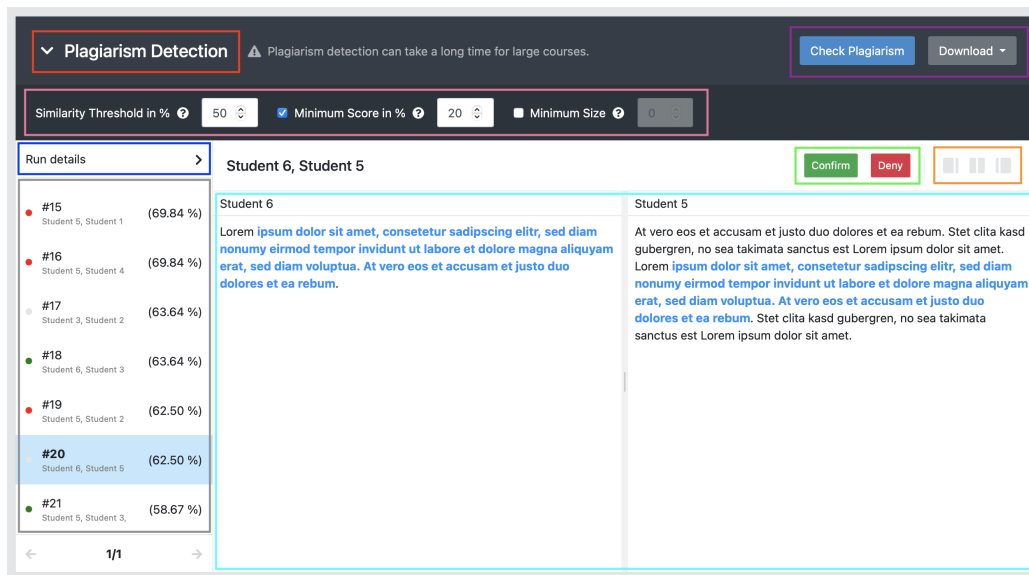 Plagiarism Detection
Plagiarism detection can take a long time for large courses.
Check Plagiarism
Download
Similarity Threshold in %
50
Minimum Score in %
20
Minimum Size
0
Run details
#15
Student 5, Student 1
(69.84 %)
#16
Student 5, Student 4
(69.84 %)
#17
Student 3, Student 2
(63.64 %)
#18
Student 6, Student 3
(63.64 %)
#19
Student 5, Student 2
(62.50 %)
#20
Student 6, Student 5
(62.50 %)
#21
Student 5, Student 3,
(58.67 %)
1/1
Student 6, Student 5
Confirm
Deny
Student 6
Lorem ipsum dolor sit amet, consetetur sadipscing elitr, sed diam
nonumy eirmod tempor invidunt ut labore et dolore magna aliquyam
erat, sed diam voluptua. At vero eos et accusam et justo duo
dolores et ea rebum.
Student 5
At vero eos et accusam et justo duo dolores et ea rebum. Stet clita kasd
gubergren, no sea takimata sanctus est Lorem ipsum dolor sit amet.
Lorem ipsum dolor sit amet, consetetur sadipscing elitr, sed diam
nonumy eirmod tempor invidunt ut labore et dolore magna aliquyam
erat, sed diam voluptua. At vero eos et accusam et justo duo
dolores et ea rebum. Stet clita kasd gubergren, no sea takimata
sanctus est Lorem ipsum dolor sit amet.